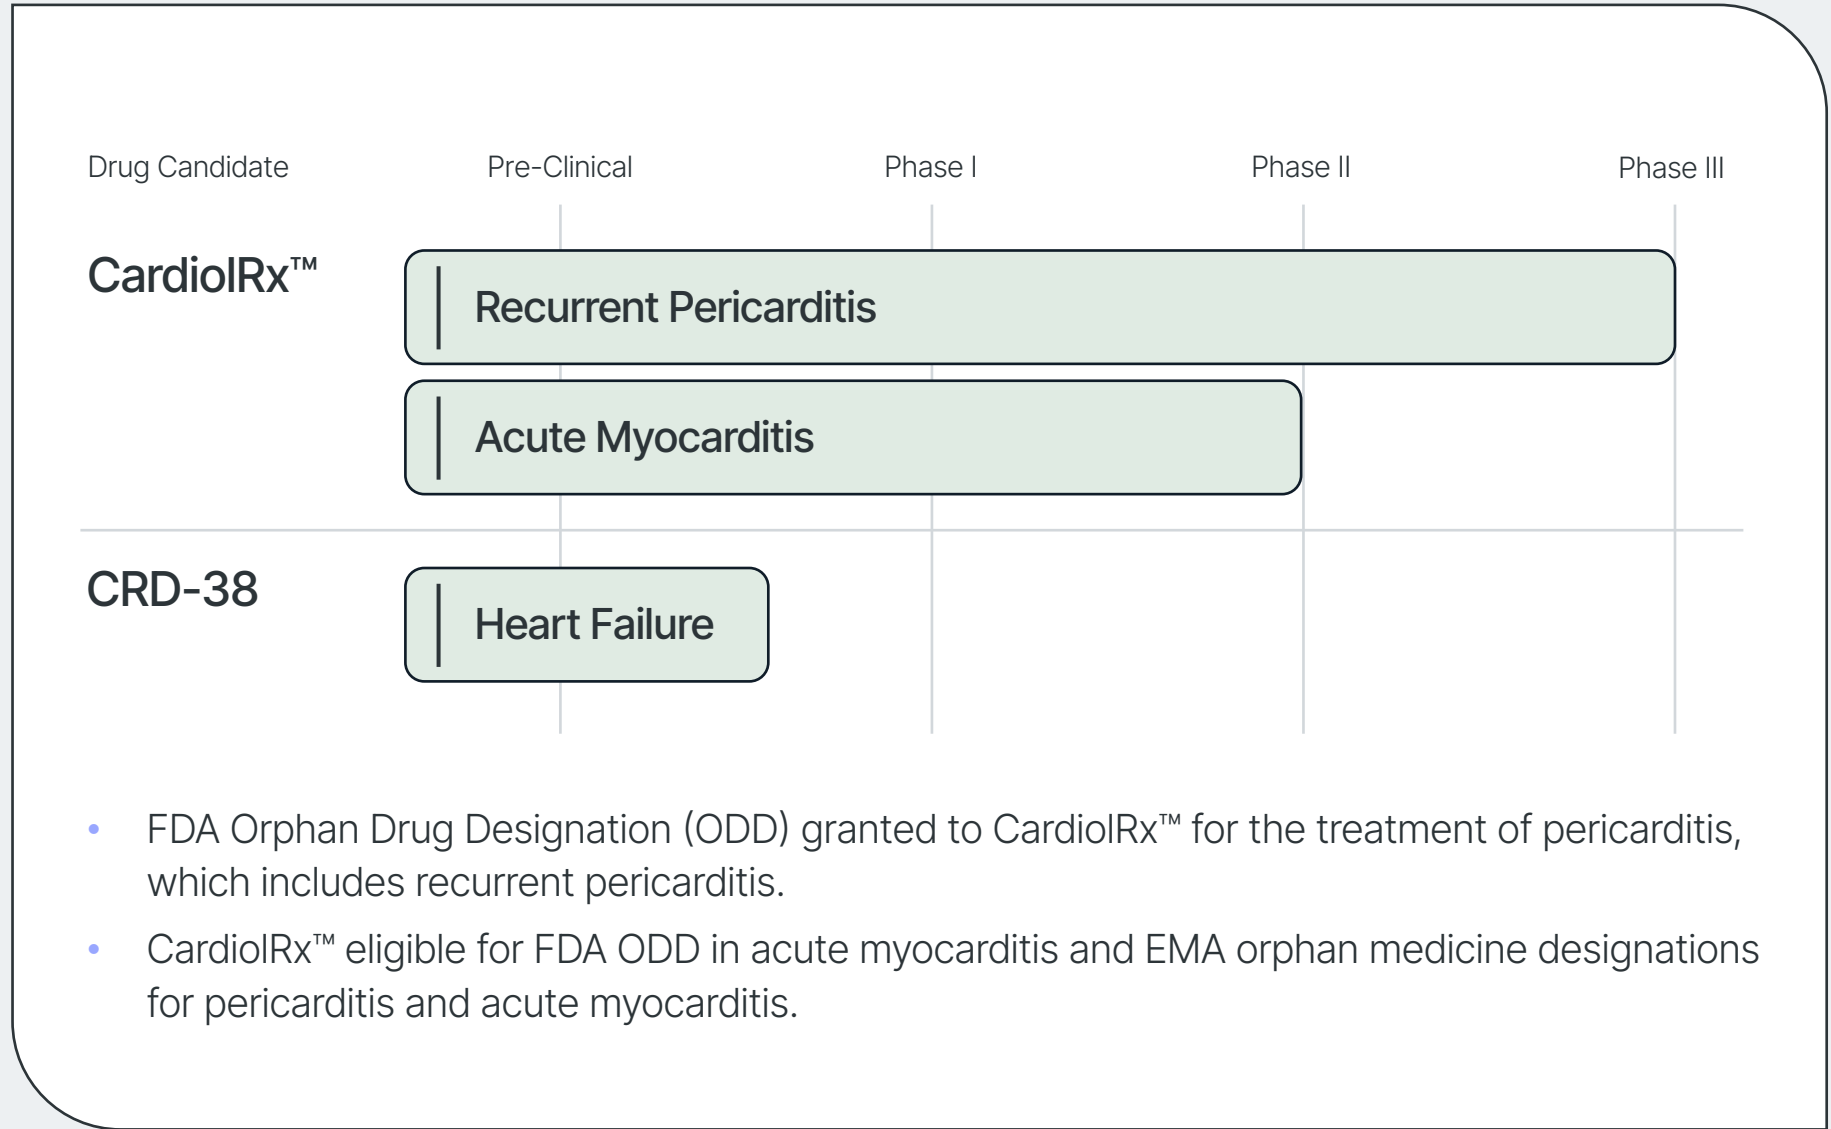 Drug Candidate Pre-Clinical Phase I Phase II Phase III
CardiolRx™
Recurrent Pericarditis
Acute Myocarditis
CRD-38
Heart Failure
• FDA Orphan Drug Designation (ODD) granted to CardiolRx™ for the treatment of pericarditis,
which includes recurrent pericarditis.
• CardiolRx™ eligible for FDA ODD in acute myocarditis and EMA orphan medicine designations
for pericarditis and acute myocarditis.